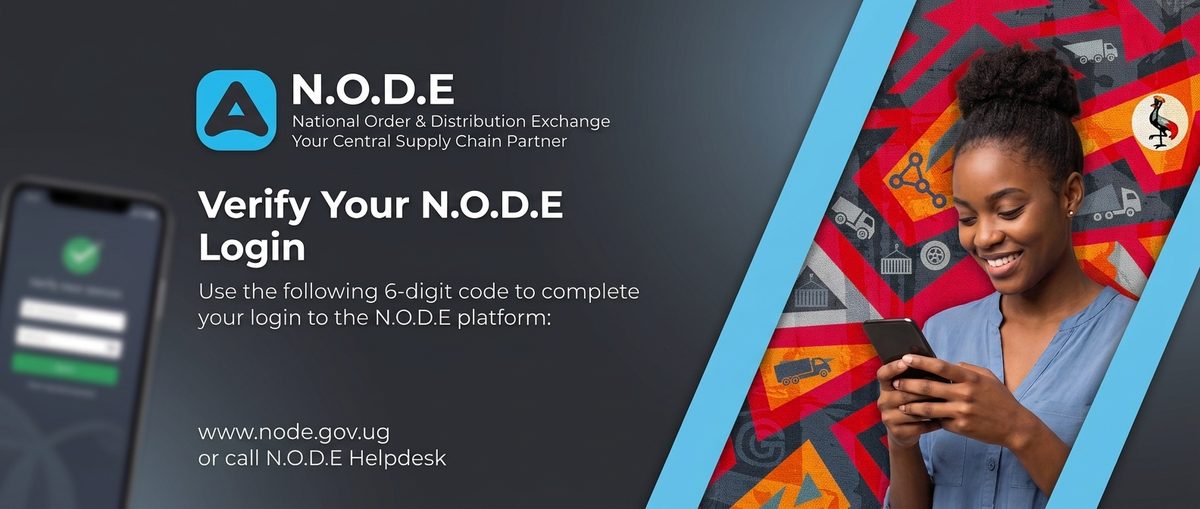 N.O.D.E
National Order & Distribution Exchange
Your Central Supply Chain Partner
Verify Your N.O.D.E
Login
Use the following 6-digit code to complete
your login to the N.O.D.E platform:
www.node.gov.ug
or call N.O.D.E Helpdesk